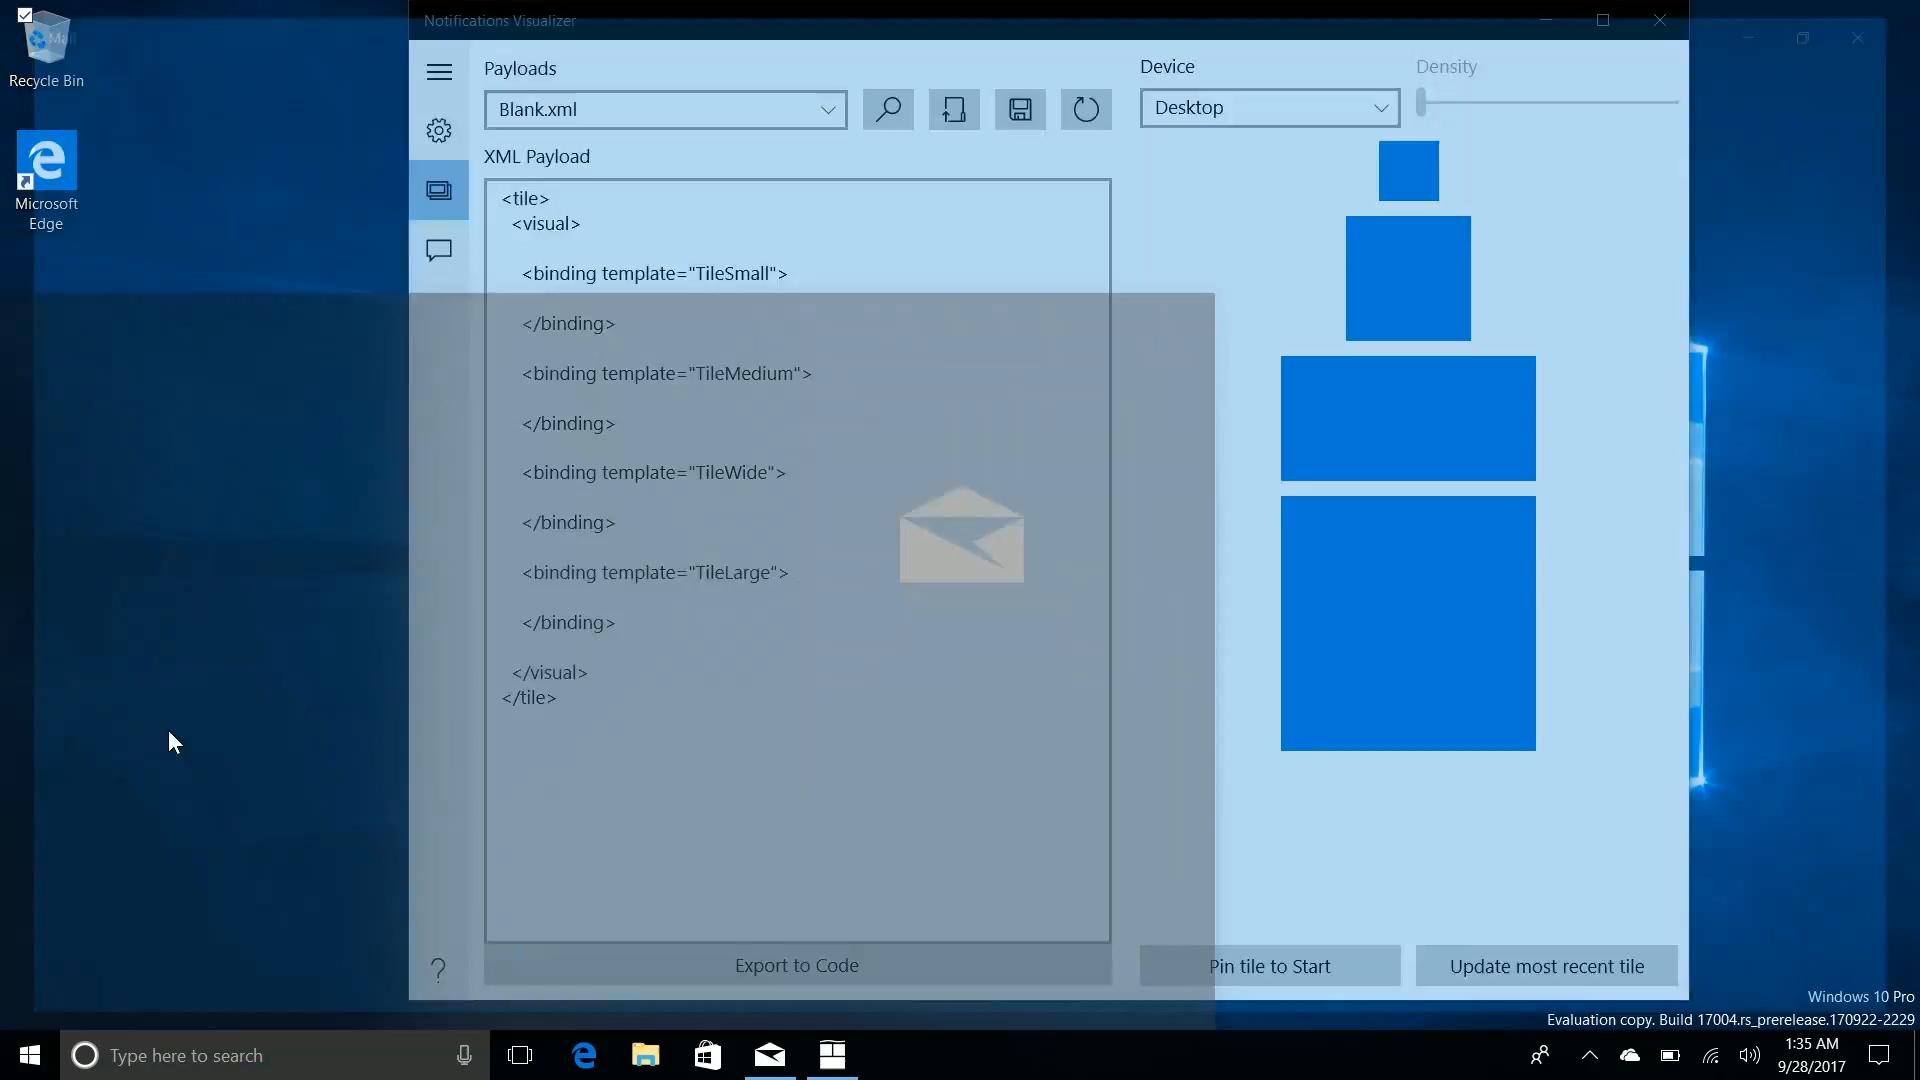 Recycle Bin
Microsoft
Edge
Mail
Notifications Visualizer
Payloads
Blank.xml
XML Payload
<tile>
<visual>
<binding template="TileSmall">
</binding>
<binding template="TileMedium">
</binding>
<binding template="TileWide">
</binding>
<binding template="TileLarge">
</binding>
</visual>
</tile>
Export to Code
Device
Density
Desktop
Pin tile to Start
Update most recent tile
Windows 10 Pro
Evaluation copy. Build 17004.rs_prerelease.170922-2229
Type here to search
1:35 AM
9/28/2017